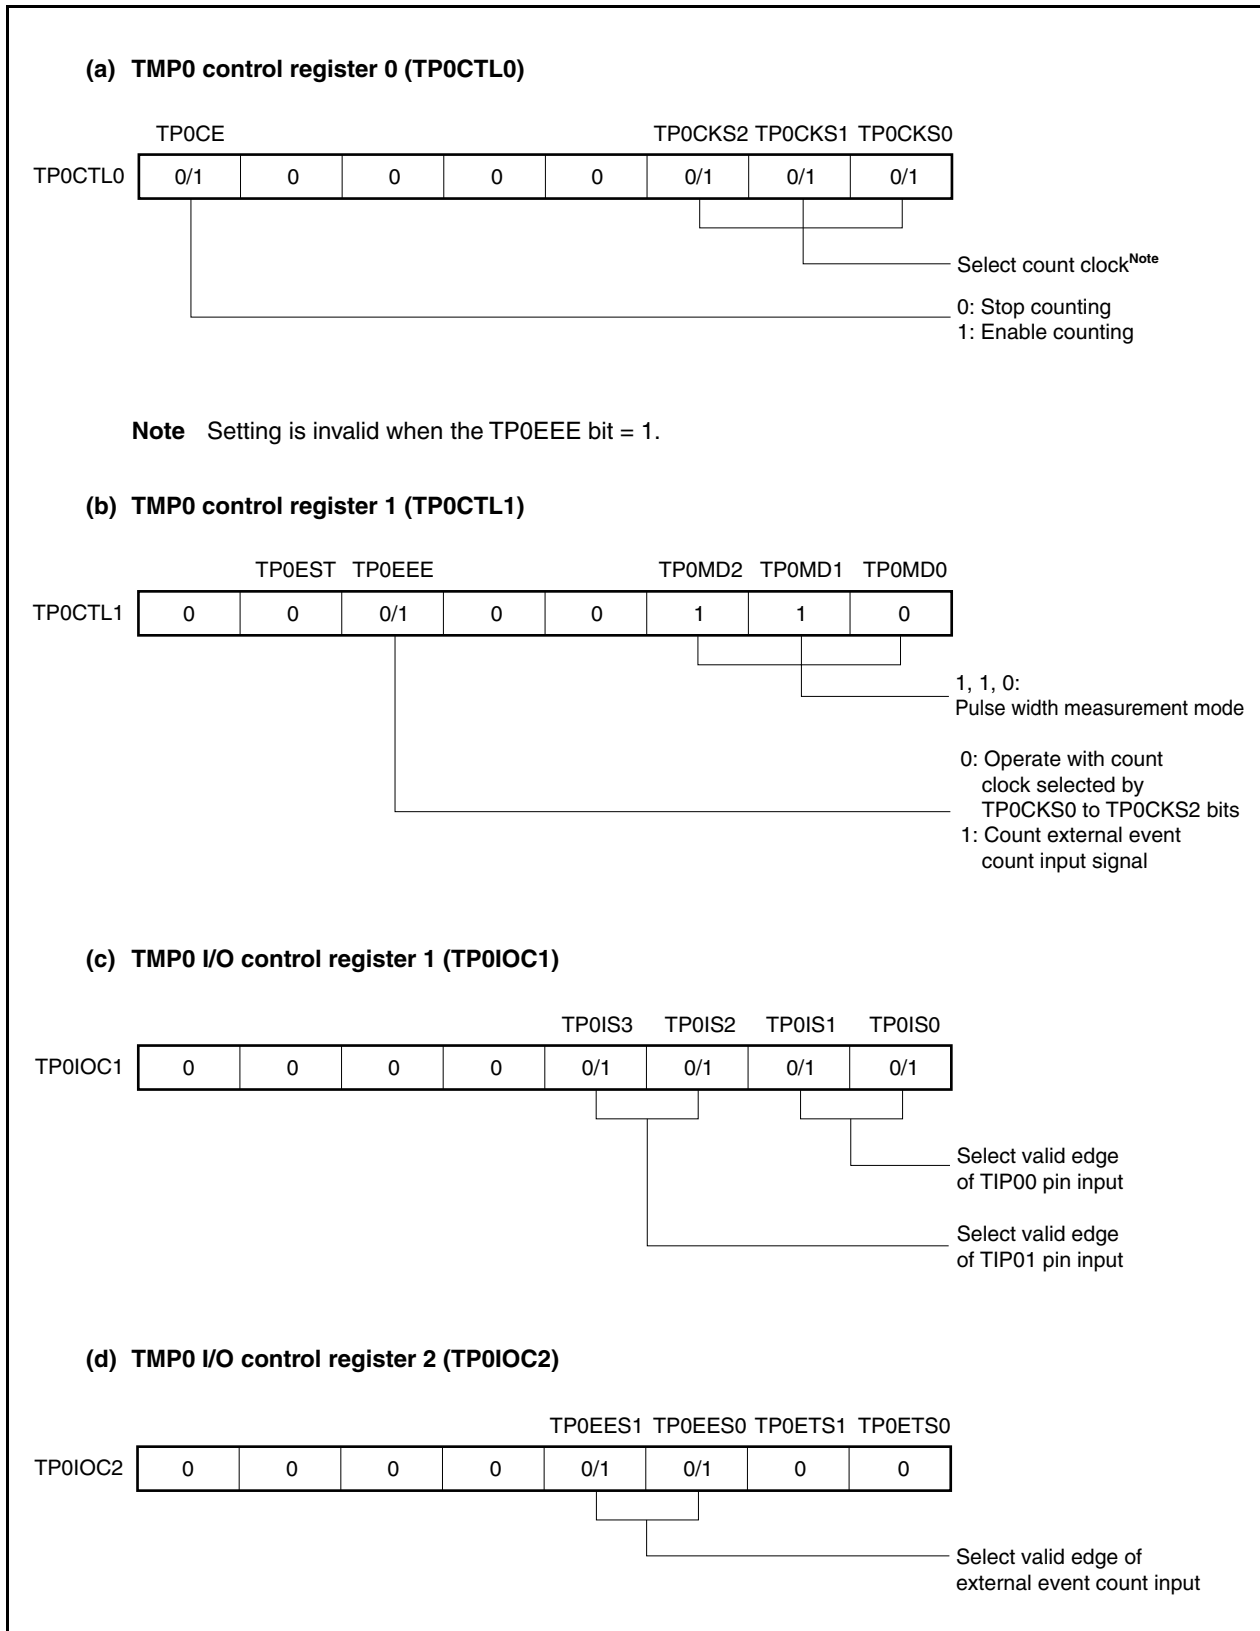 (a) TMP0 control register 0 (TP0CTL0)
TP0CE TP0CKS2 TP0CKS1 TP0CKS0
TP0CTL0 0/1 0 0 0 0 0/1 0/1 0/1
Select count clockNote
0: Stop counting
1: Enable counting
Note Setting is invalid when the TP0EEE bit = 1.
(b) TMP0 control register 1 (TP0CTL1)
TP0EST TP0EEE TP0MD2 TP0MD1 TP0MD0
TP0CTL1 0 0 0/1 0 0 1 1 0
1, 1, 0:
Pulse width measurement mode
0: Operate with count
clock selected by
TP0CKS0 to TP0CKS2 bits
1: Count external event
count input signal
(c) TMP0 I/O control register 1 (TP0IOC1)
TP0IS3 TP0IS2 TP0IS1 TP0IS0
TP0IOC1 0 0 0 0 0/1 0/1 0/1 0/1
Select valid edge
of TIP00 pin input
Select valid edge
of TIP01 pin input
(d) TMP0 I/O control register 2 (TP0IOC2)
TP0EES1 TP0EES0 TP0ETS1 TP0ETS0
TP0IOC2 0 0 0 0 0/1 0/1 0 0
Select valid edge of
external event count input